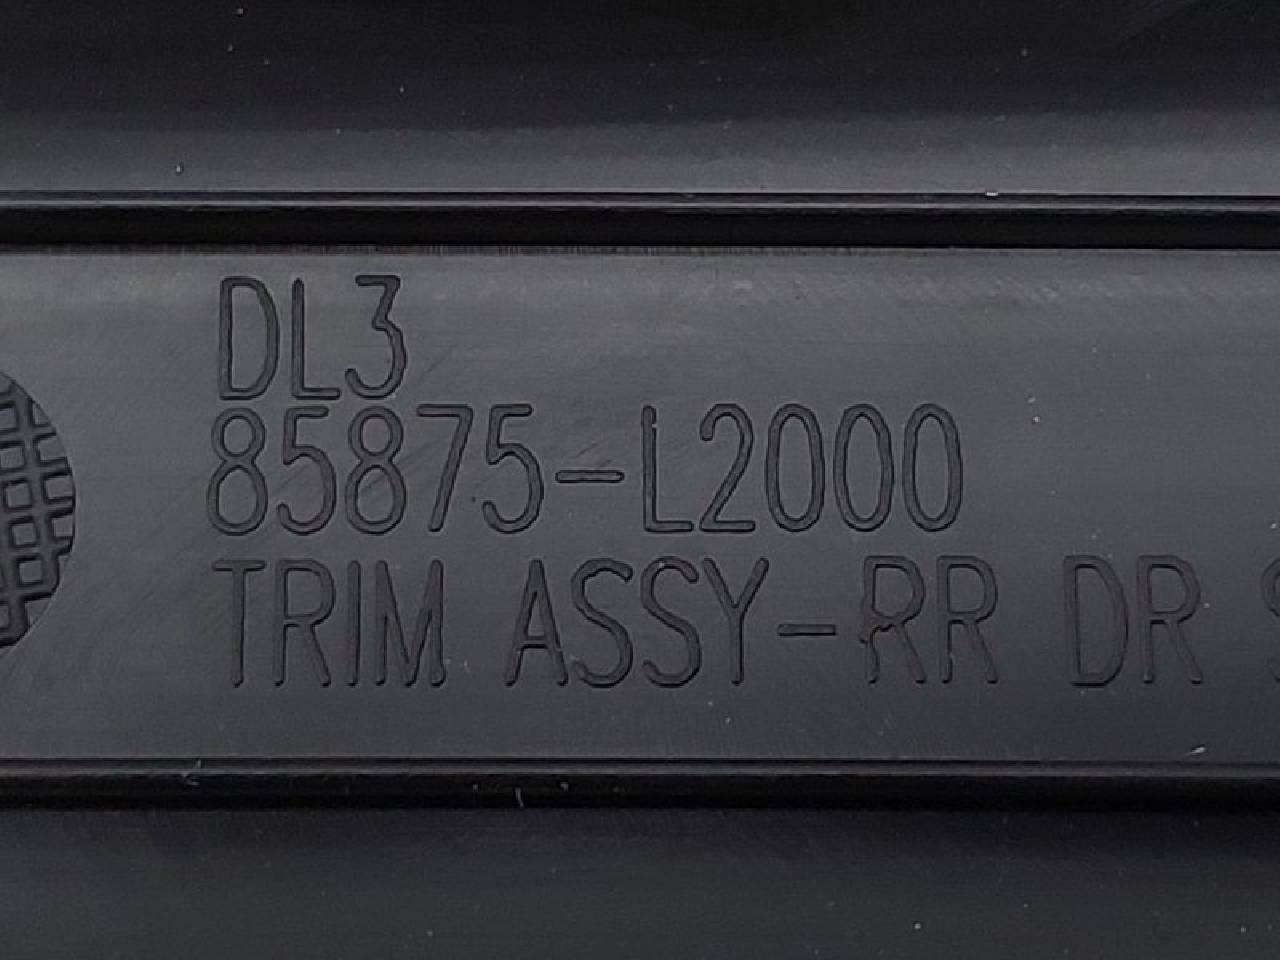 DL3
85875-L2000
TRIM ASSY-RR DR